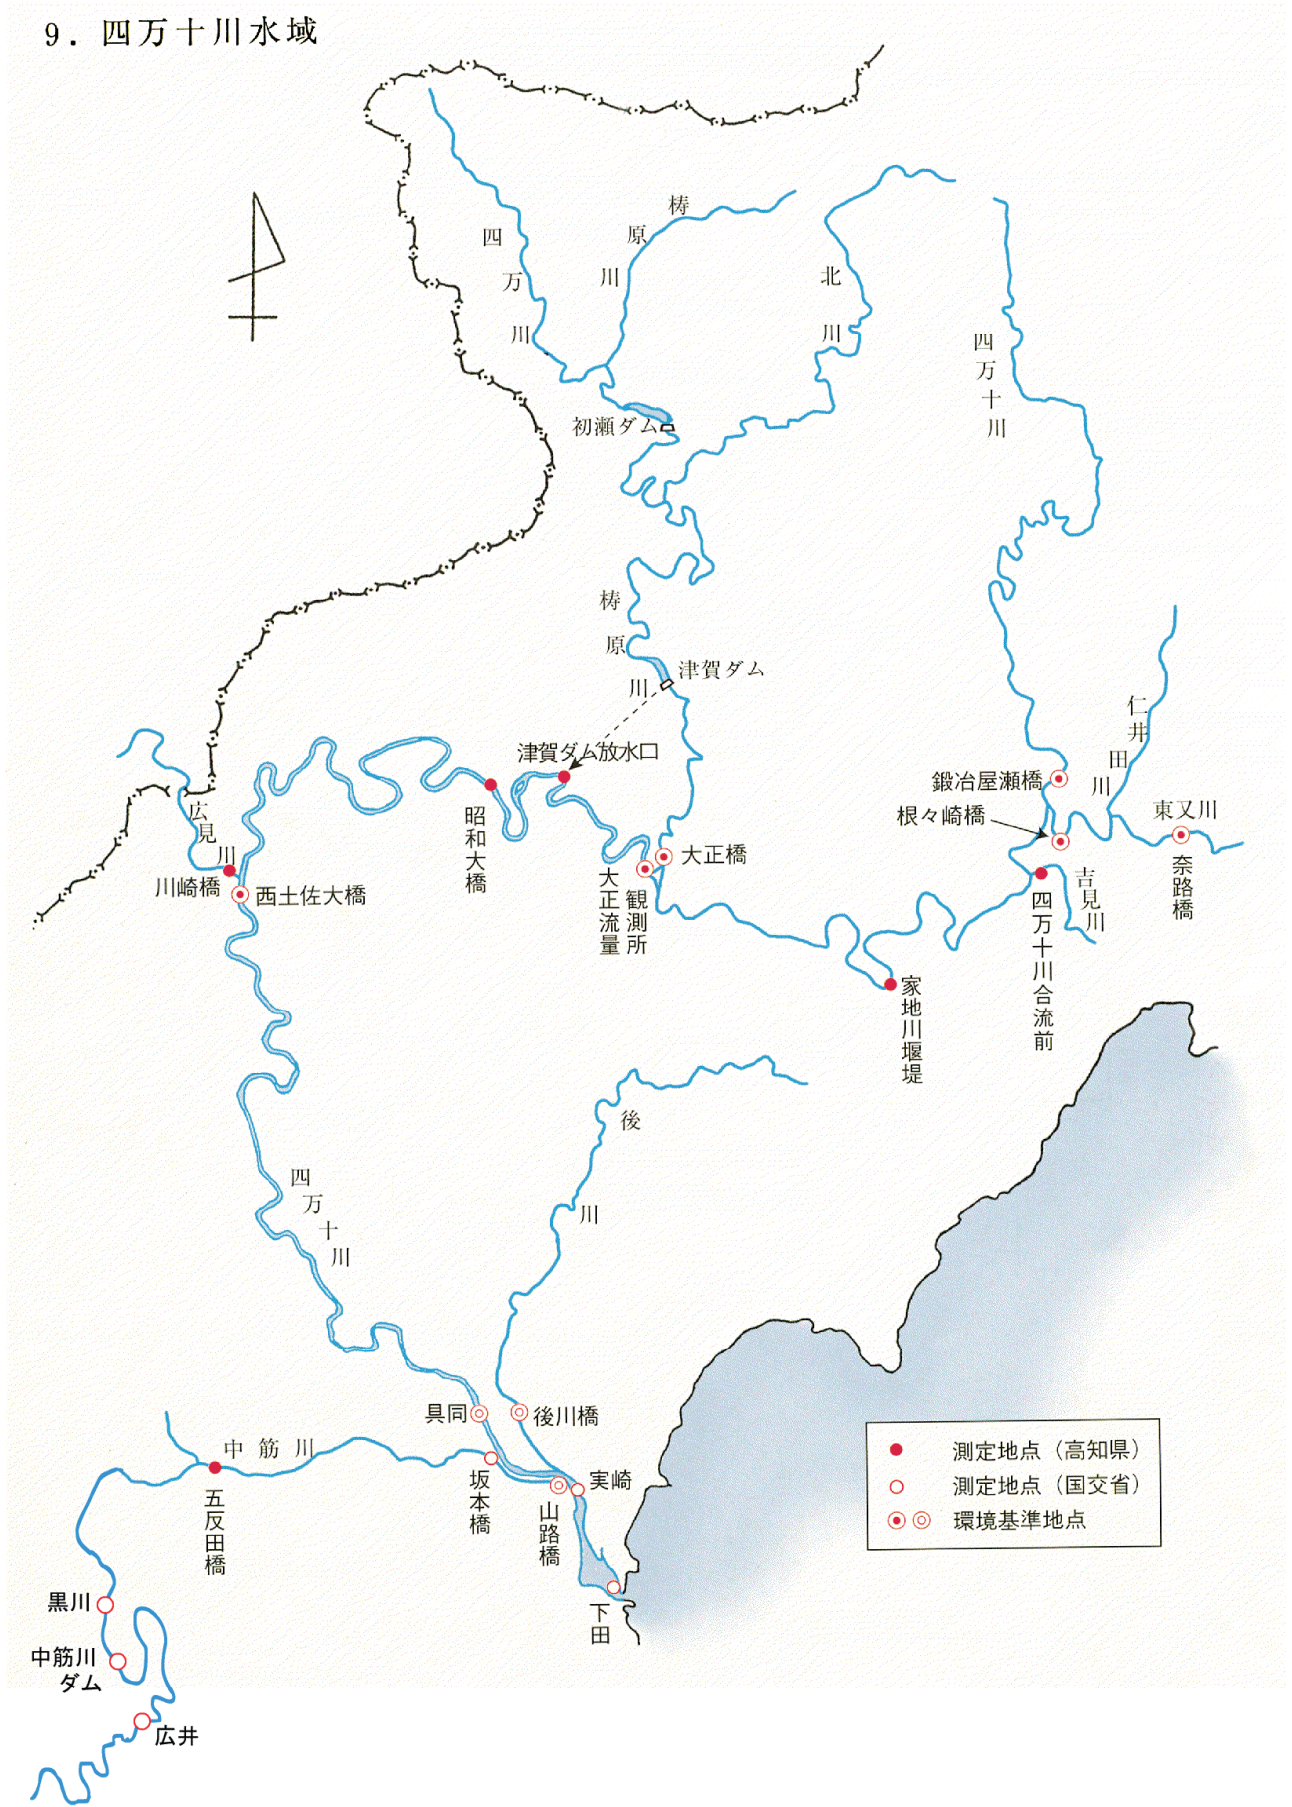 9. 四万十川水域
四万川
梼原川
北川
四万十川
初瀬ダム
梼原川
津賀ダム
津賀ダム放水口
仁井田川
鍛冶屋瀬橋
根々崎橋
東又川
広見川
昭和大橋
大正橋
川崎橋
西土佐大橋
大正流量
観測所
吉見川
奈路橋
四万十川合流前
家地川堰堤
後川
四万十川
具同
後川橋
中筋川
坂本橋
実崎
山路橋
五反田橋
下田
黒川
中筋川
ダム
広井
測定地点（高知県）
測定地点（国交省）
環境基準地点